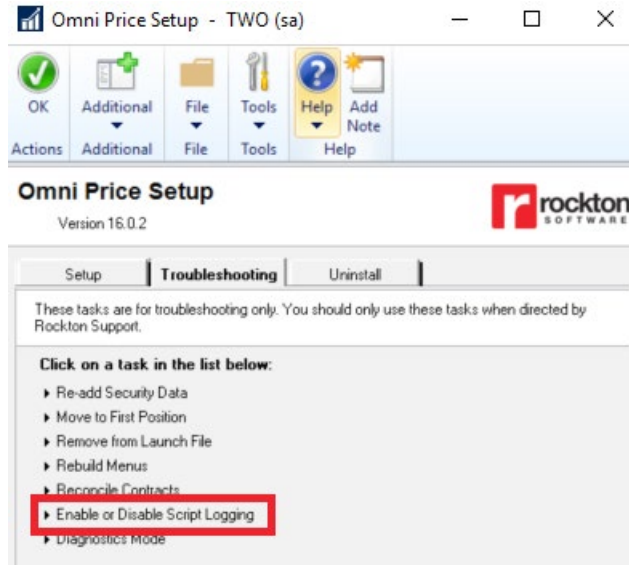 Omni Price Setup - TWO (sa)
OK Additional File Tools Help Add Note
Actions Additional File Tools Help
Omni Price Setup
Version 16.0.2
rockton
SOFTWARE
Setup Troubleshooting Uninstall
These tasks are for troubleshooting only. You should only use these tasks when directed by
Rockton Support.
Click on a task in the list below:
Re-add Security Data
Move to First Position
Remove from Launch File
Rebuild Menus
Reconcile Contracts
Enable or Disable Script Logging
Diagnostics Mode